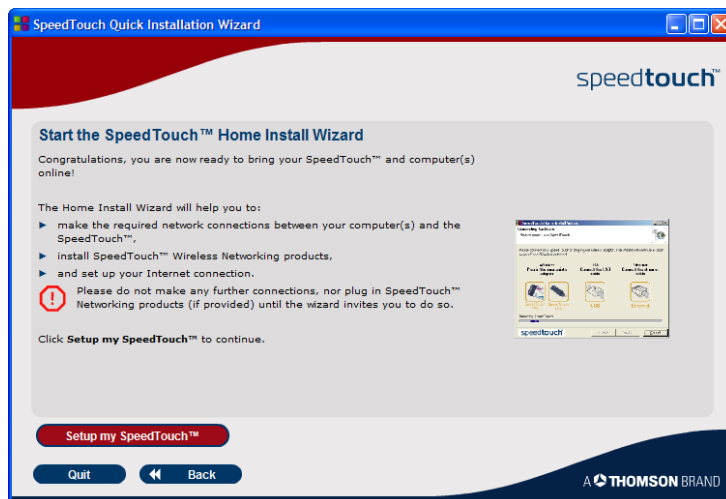 SpeedTouch Quick Installation Wizard
speedtouch™
Start the SpeedTouch™ Home Install Wizard
Congratulations, you are now ready to bring your SpeedTouch™ and computer(s)
online!
The Home Install Wizard will help you to:
make the required network connections between your computer(s) and the
SpeedTouch™,
install SpeedTouch™ Wireless Networking products,
and set up your Internet connection.
Please do not make any further connections, nor plug in SpeedTouch™
Networking products (if provided) until the wizard invites you to do so.
Click Setup my SpeedTouch™ to continue.
speedtouch
Setup my SpeedTouch™
Quit
Back
A THOMSON BRAND